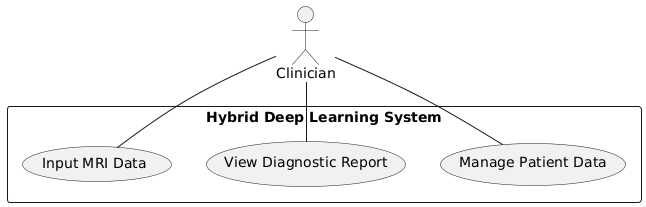 Clinician
Hybrid Deep Learning System
Input MRI Data
View Diagnostic Report
Manage Patient Data